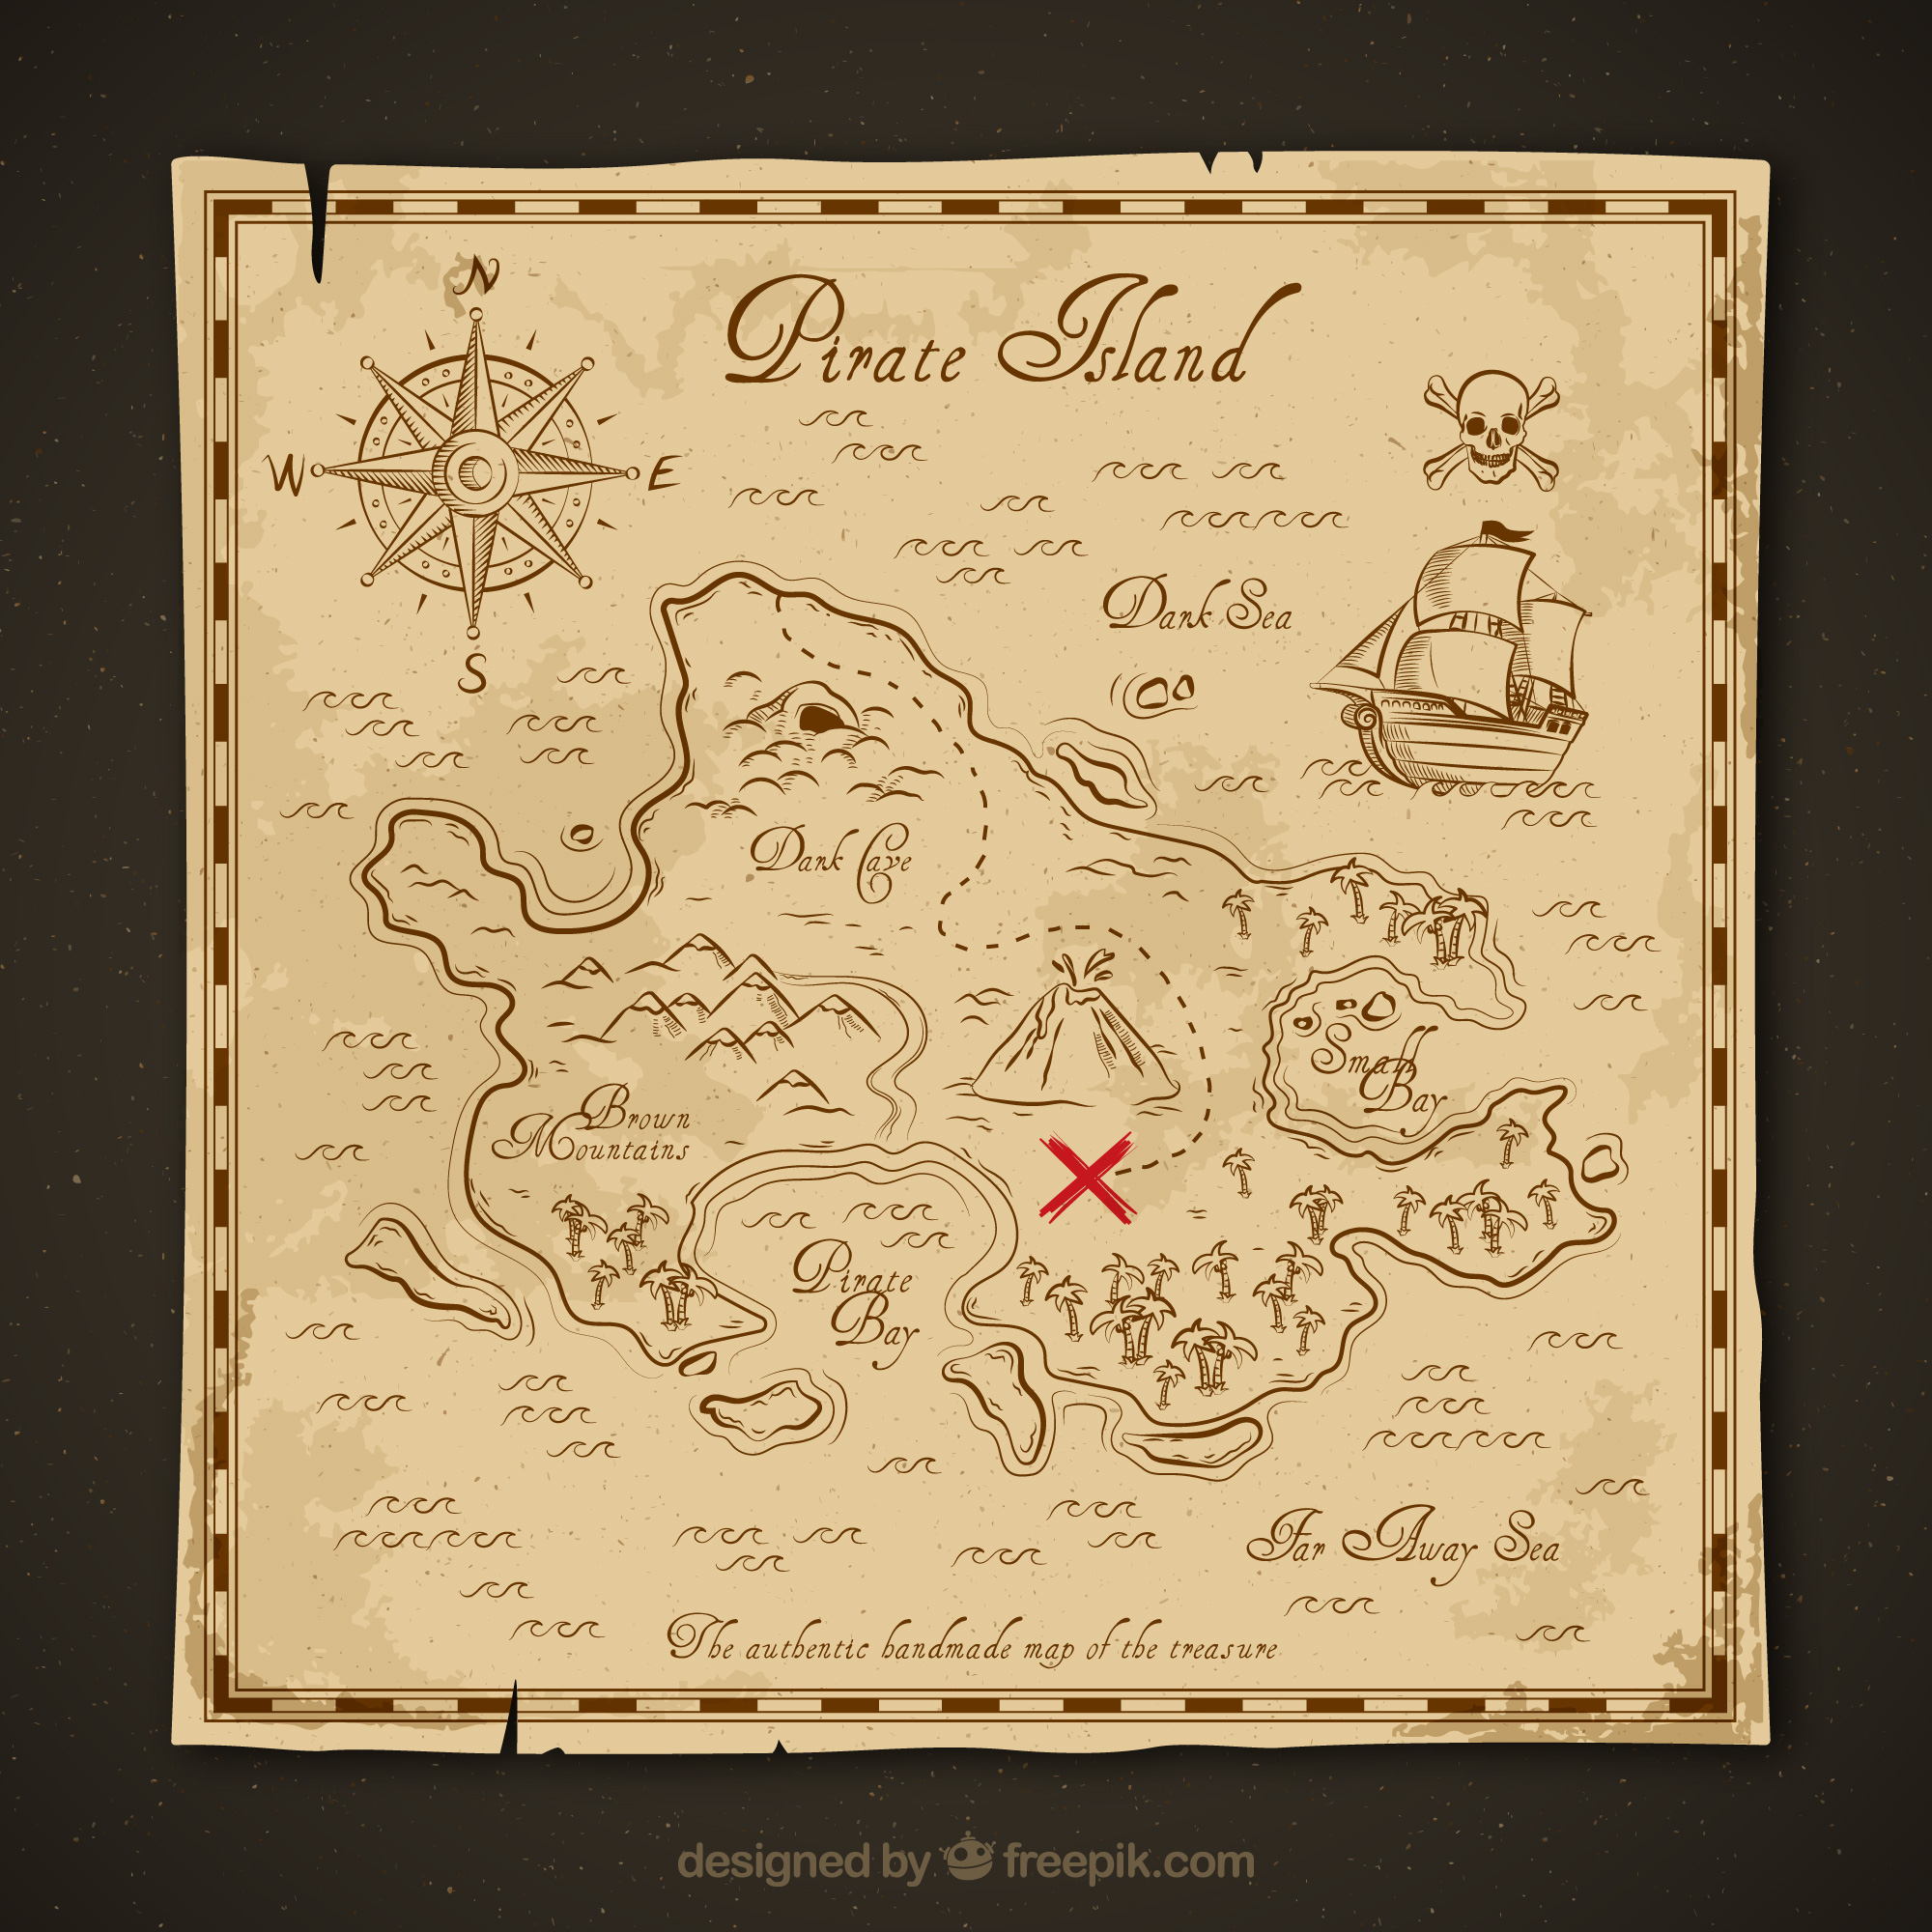 N
Pirate Island
W
E
Dark Sea
S
Dark Cave
Small
Bay
Brown
Mountains
Pirate
Bay
Far Away Sea
The authentic handmade map of the treasure
designed by freepik.com